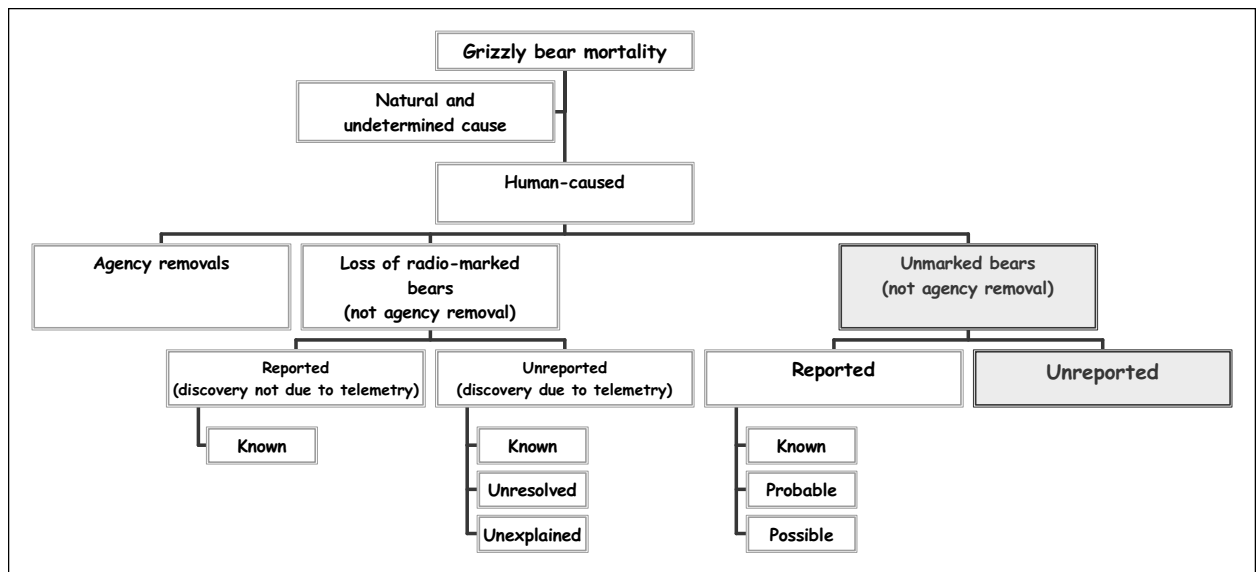 Grizzly bear mortality
Natural and
undetermined cause
Human-caused
Agency removals
Loss of radio-marked
bears
(not agency removal)
Unmarked bears
(not agency removal)
Reported
(discovery not due to telemetry)
Unreported
(discovery due to telemetry)
Reported
Unreported
Known
Known
Unresolved
Unexplained
Known
Probable
Possible